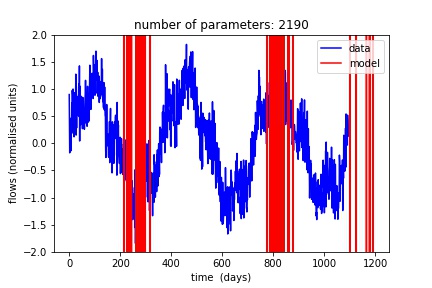 number of parameters: 2190
flows (normalised units)
2.0
1.5
1.0
0.5
0.0
−0.5
−1.0
−1.5
−2.0
data
model
0 200 400 600 800 1000 1200
time (days)